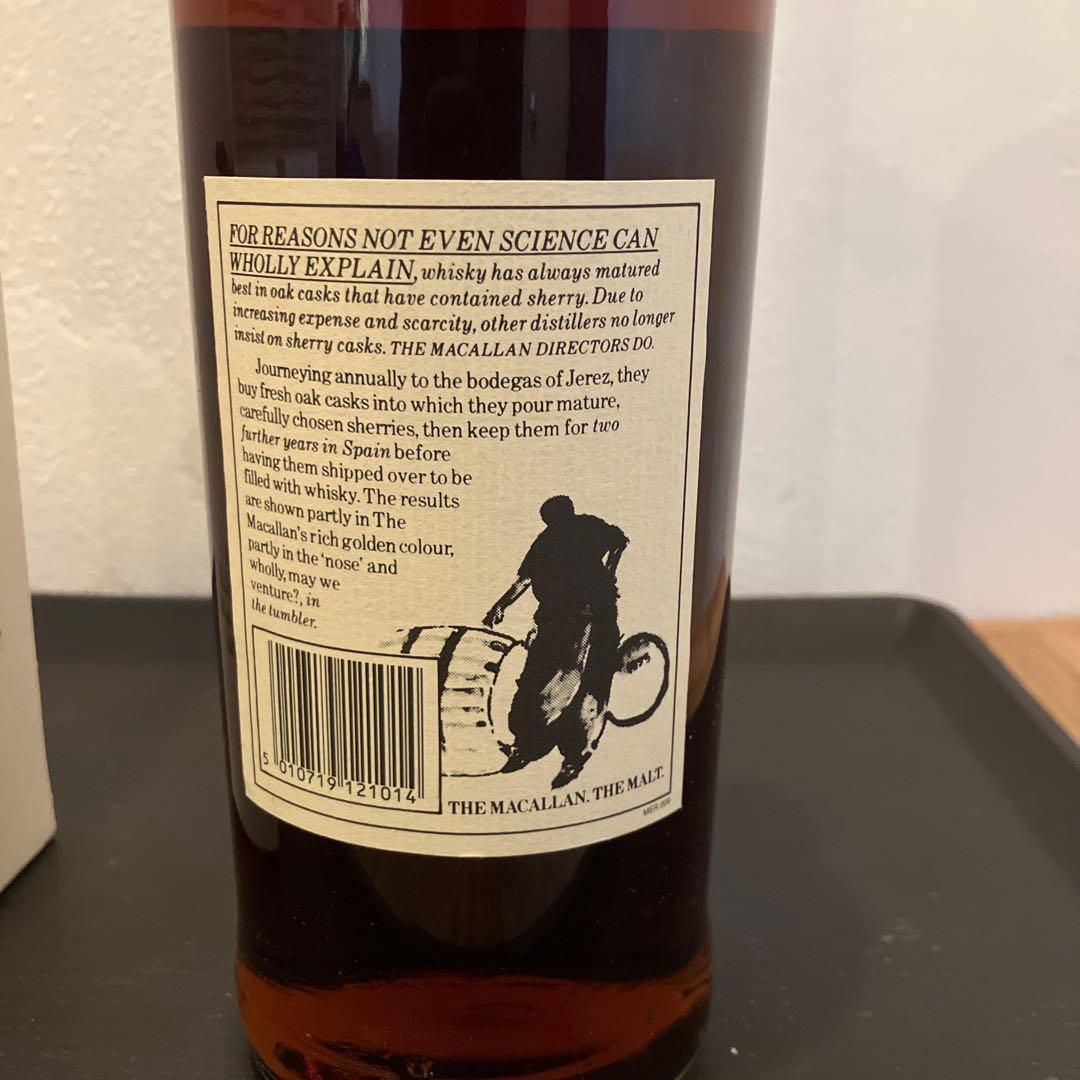 FOR REASONS NOT EVEN SCIENCE CAN
WHOLLY EXPLAIN, whisky has always matured
best in oak casks that have contained sherry. Due to
increasing expense and scarcity, other distillers no longer
insist on sherry casks. THE MACALLAN DIRECTORS DO.
Journeying annually to the bodegas of Jerez, they
buy fresh oak casks into which they pour mature,
carefully chosen sherries, then keep them for two
further years in Spain before
having them shipped over to be
filled with whisky. The results
are shown partly in The
Macallan's rich golden colour,
partly in the 'nose' and
wholly, may we
venture?, in
the tumbler.
5 010719 121014
THE MACALLAN. THE MALT.
MER 009